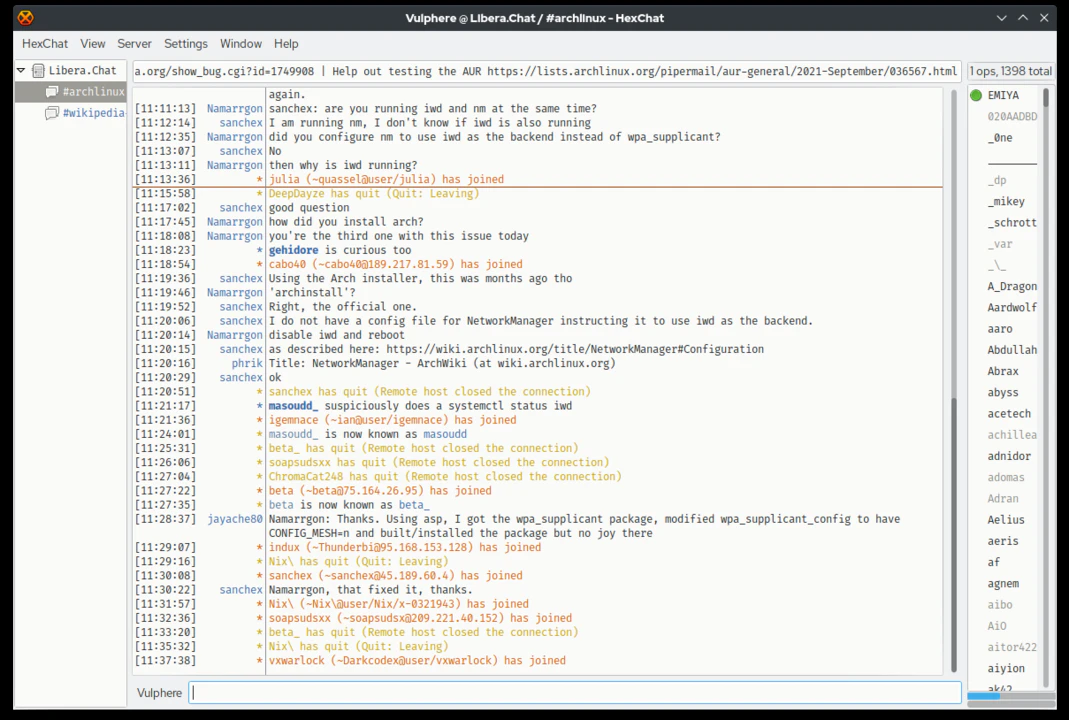 Vulphere @ Libera.Chat / #archlinux - HexChat
HexChat View Server Settings Window Help
Libera.Chat
#archlinux
#wikipedia-
a.org/show_bug.cgi?id=1749908 | Help out testing the AUR https://lists.archlinux.org/pipermail/aur-general/2021-September/036567.html
1 ops, 1398 total
again.
[11:11:13] Namarrgon sanchex: are you running iwd and nm at the same time?
[11:12:14] sanchex I am running nm, I don't know if iwd is also running
[11:12:35] Namarrgon did you configure nm to use iwd as the backend instead of wpa_supplicant?
[11:13:07] sanchex No
[11:13:11] Namarrgon then why is iwd running?
[11:13:36] * julia (~quassel@user/julia) has joined
[11:15:58] * DeepDayze has quit (Quit: Leaving)
[11:17:02] sanchex good question
[11:17:45] Namarrgon how did you install arch?
[11:18:08] Namarrgon you're the third one with this issue today
[11:18:23] * gehidore is curious too
[11:18:54] * cabo40 (~cabo40@189.217.81.59) has joined
[11:19:36] sanchex Using the Arch installer, this was months ago tho
[11:19:46] Namarrgon 'archinstall'?
[11:19:52] sanchex Right, the official one.
[11:20:06] sanchex I do not have a config file for NetworkManager instructing it to use iwd as the backend.
[11:20:14] Namarrgon disable iwd and reboot
[11:20:15] sanchex as described here: https://wiki.archlinux.org/title/NetworkManager#Configuration
[11:20:16] phrik Title: NetworkManager - ArchWiki (at wiki.archlinux.org)
[11:20:29] sanchex ok
[11:20:51] * sanchex has quit (Remote host closed the connection)
[11:21:17] * masoudd_ suspiciously does a systemctl status iwd
[11:21:36] * igemnace (~ian@user/igemnace) has joined
[11:24:01] * masoudd_ is now known as masoudd
[11:25:31] * beta_ has quit (Remote host closed the connection)
[11:26:06] * soapsudsxx has quit (Remote host closed the connection)
[11:27:04] * ChromaCat248 has quit (Remote host closed the connection)
[11:27:22] * beta (~beta@75.164.26.95) has joined
[11:27:35] * beta is now known as beta_
[11:28:37] jayache80 Namarrgon: Thanks. Using asp, I got the wpa_supplicant package, modified wpa_supplicant_config to have
CONFIG_MESH=n and built/installed the package but no joy there
[11:29:07] * indux (~Thunderbi@95.168.153.128) has joined
[11:29:16] * Nix\ has quit (Quit: Leaving)
[11:30:08] * sanchex (~sanchex@45.189.60.4) has joined
[11:30:22] sanchex Namarrgon, that fixed it, thanks.
[11:31:57] * Nix\ (~Nix\@user/Nix/x-0321943) has joined
[11:32:36] * soapsudsxx (~soapsudsx@209.221.40.152) has joined
[11:33:20] * beta_ has quit (Remote host closed the connection)
[11:35:32] * Nix\ has quit (Quit: Leaving)
[11:37:38] * vxwarlock (~Darkcodex@user/vxwarlock) has joined
Vulphere
EMIYA
020AADBD
_0ne
_dp
_mikey
_schrott
_var
_\_
A_Dragon
Aardwolf
aaro
Abdullah
Abrax
abyss
acetech
achillea
adnidor
adomas
Adran
Aelius
aeris
af
agnem
aibo
AiO
aitor422
aiyion
ak42